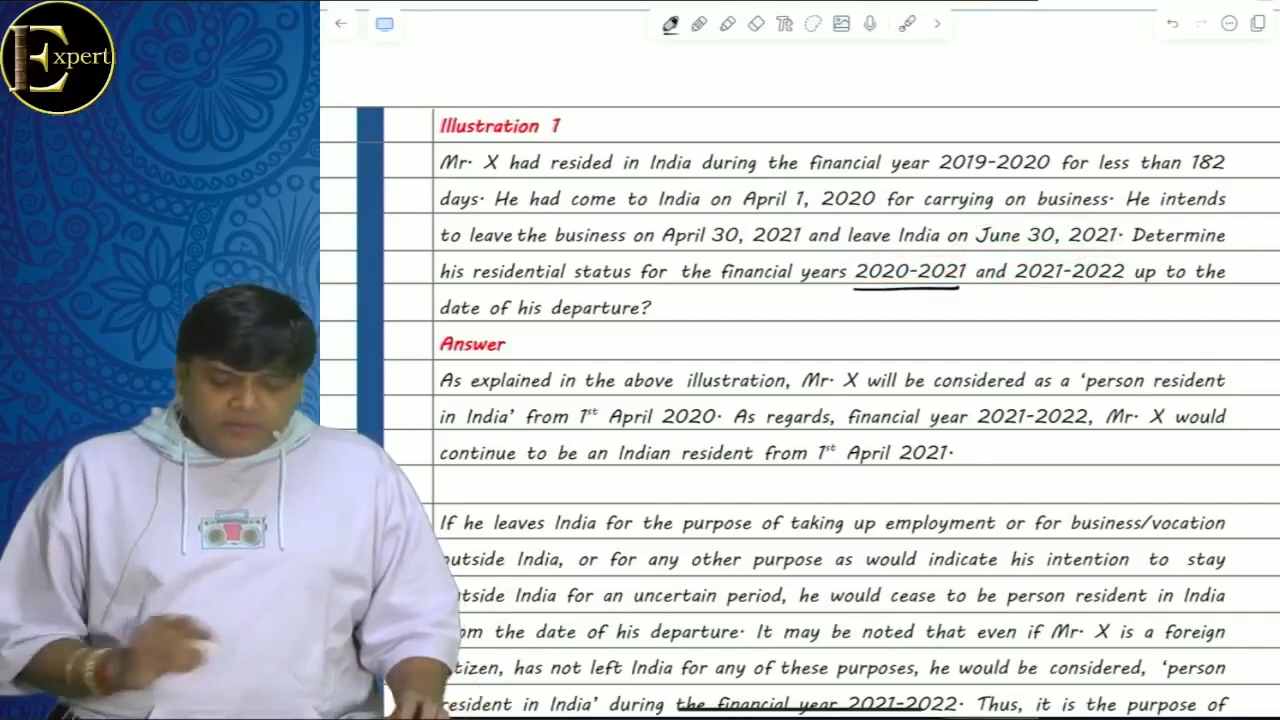 Expert
Illustration 1
Mr. X had resided in India during the financial year 2019-2020 for less than 182
days. He had come to India on April 1, 2020 for carrying on business. He intends
to leave the business on April 30, 2021 and leave India on June 30, 2021. Determine
his residential status for the financial years 2020-2021 and 2021-2022 up to the
date of his departure?
Answer
As explained in the above illustration, Mr. X will be considered as a ‘person resident
in India’ from 1st April 2020. As regards, financial year 2021-2022, Mr. X would
continue to be an Indian resident from 1st April 2021.
If he leaves India for the purpose of taking up employment or for business/vocation
utside India, or for any other purpose as would indicate his intention to stay
tside India for an uncertain period, he would cease to be person resident in India
om the date of his departure. It may be noted that even if Mr. X is a foreign
tizen, has not left India for any of these purposes, he would be considered, ‘person
esident in India’ during the financial year 2021-2022. Thus, it is the purpose of